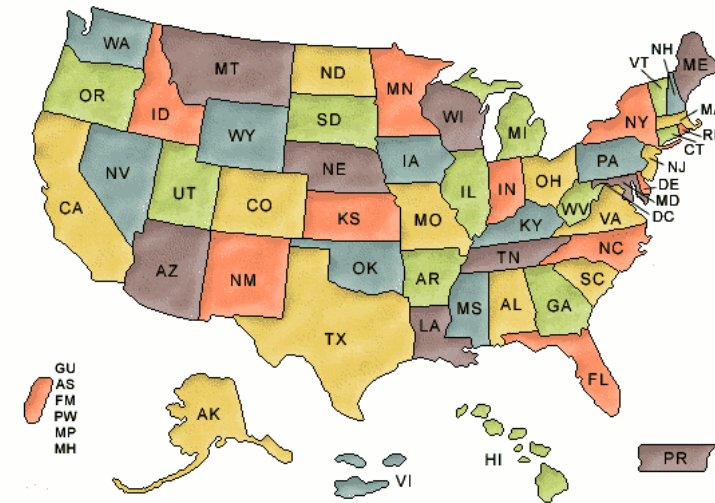 WA
MT
ND
MN
VT
NH
ME
OR
ID
WY
SD
WI
MI
NY
MA
RI
CT
NV
UT
CO
NE
IA
IL
IN
OH
PA
NJ
DE
MD
DC
CA
KS
MO
KY
WV
VA
AZ
NM
OK
AR
TN
NC
SC
TX
LA
MS
AL
GA
FL
GU
AS
FM
PW
MP
MH
AK
VI
HI
PR